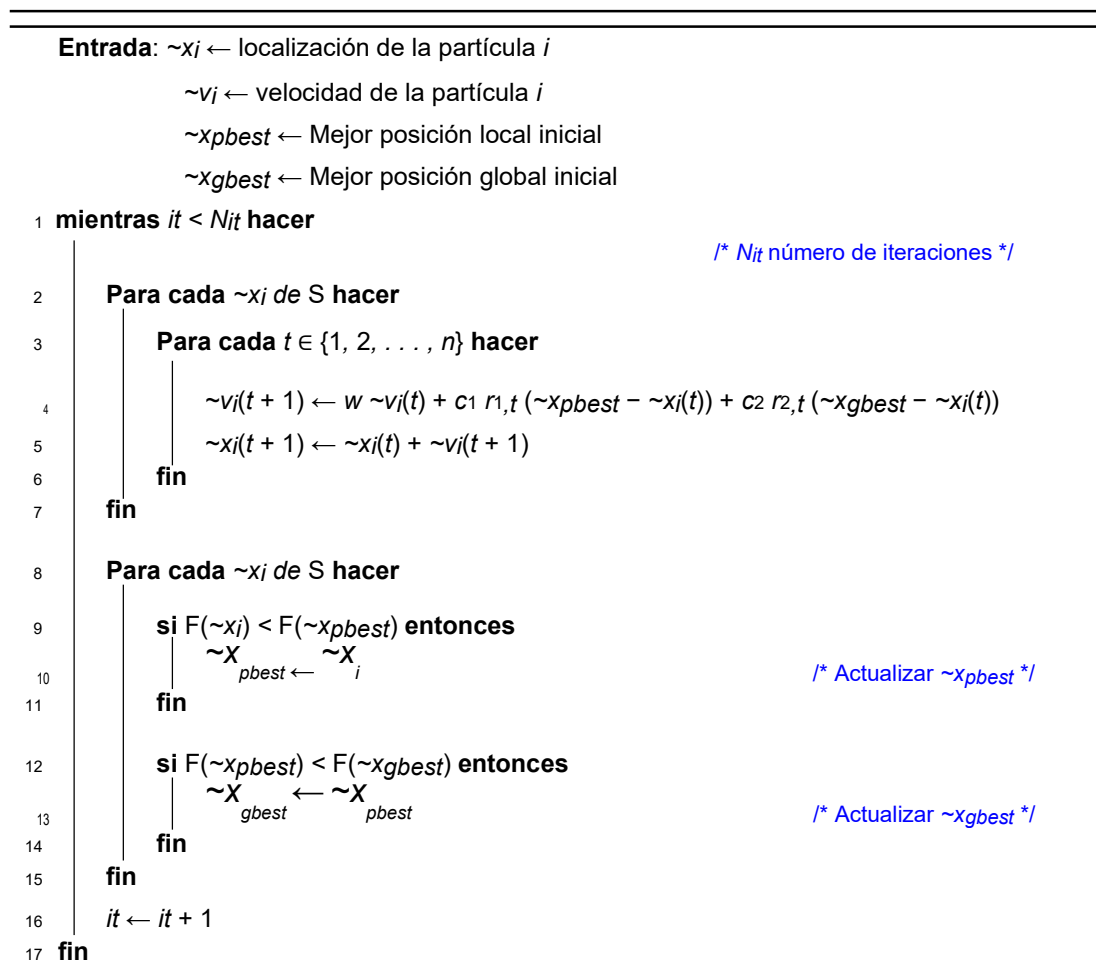 Entrada: ~xi ← localización de la partícula i
~vi ← velocidad de la partícula i
~xpbest ← Mejor posición local inicial
~xgbest ← Mejor posición global inicial
1 mientras it < Nit hacer
/* Nit número de iteraciones */
2 Para cada ~xi de S hacer
3 Para cada t ∈ {1, 2, . . . , n} hacer
4 ~vi(t + 1) ← w ~vi(t) + c1 r1,t (~xpbest − ~xi(t)) + c2 r2,t (~xgbest − ~xi(t))
5 ~xi(t + 1) ← ~xi(t) + ~vi(t + 1)
6 fin
7 fin
8 Para cada ~xi de S hacer
9 si F(~xi) < F(~xpbest) entonces
10 ~xpbest ← ~xi /* Actualizar ~xpbest */
11 fin
12 si F(~xpbest) < F(~xgbest) entonces
13 ~xgbest ← ~xpbest /* Actualizar ~xgbest */
14 fin
15 fin
16 it ← it + 1
17 fin